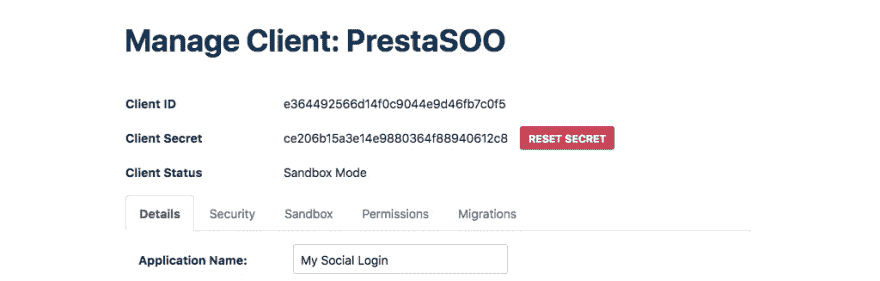 Manage Client: PrestaSOO
Client ID e364492566d14f0c9044e9d46fb7c0f5
Client Secret ce206b15a3e14e9880364f88940612c8 RESET SECRET
Client Status Sandbox Mode
Details Security Sandbox Permissions Migrations
Application Name: My Social Login